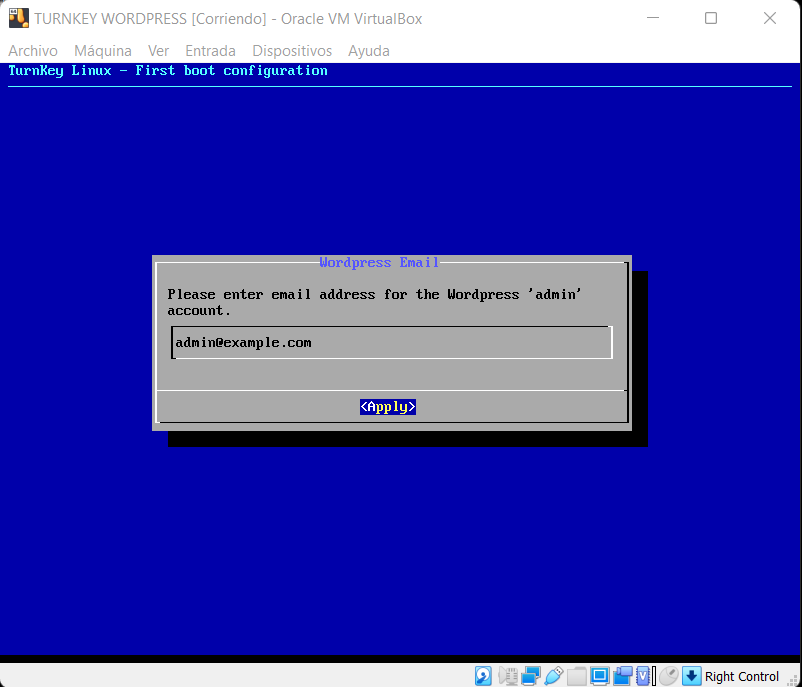 TURNKEY WORDPRESS [Corriendo] - Oracle VM VirtualBox
Archivo Máquina Ver Entrada Dispositivos Ayuda
TurnKey Linux - First boot configuration
Wordpress Email
Please enter email address for the Wordpress 'admin'
account.
admin@example.com
<Apply>
Right Control